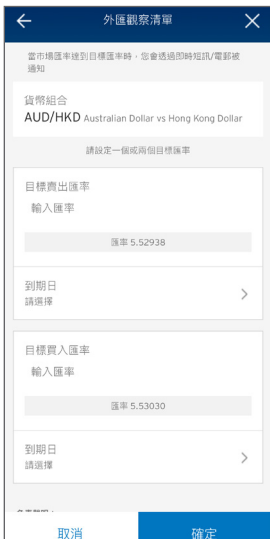 外匯觀察清單
當市場匯率達到目標匯率時，您會透過即時短訊/電郵被
通知
貨幣組合
AUD/HKD Australian Dollar vs Hong Kong Dollar
請設定一個或兩個目標匯率
目標賣出匯率
輸入匯率
匯率 5.52938
到期日
請選擇
目標買入匯率
輸入匯率
匯率 5.53030
到期日
請選擇
取消
確定